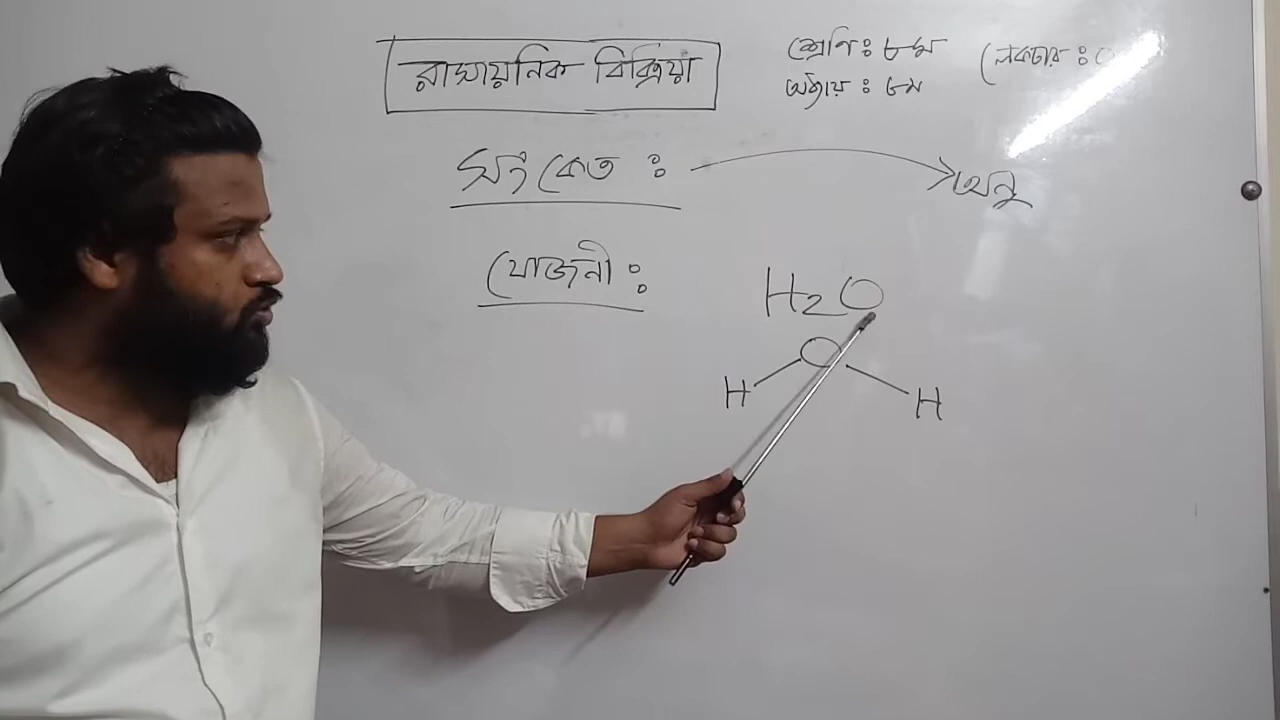 রাসায়নিক বিক্রিয়া
শ্রেণি : ৮ম
লেকচার :
অধ্যায় : ৮ম
সংকেত :
অনু
যোজনী :
H2O
O
H H